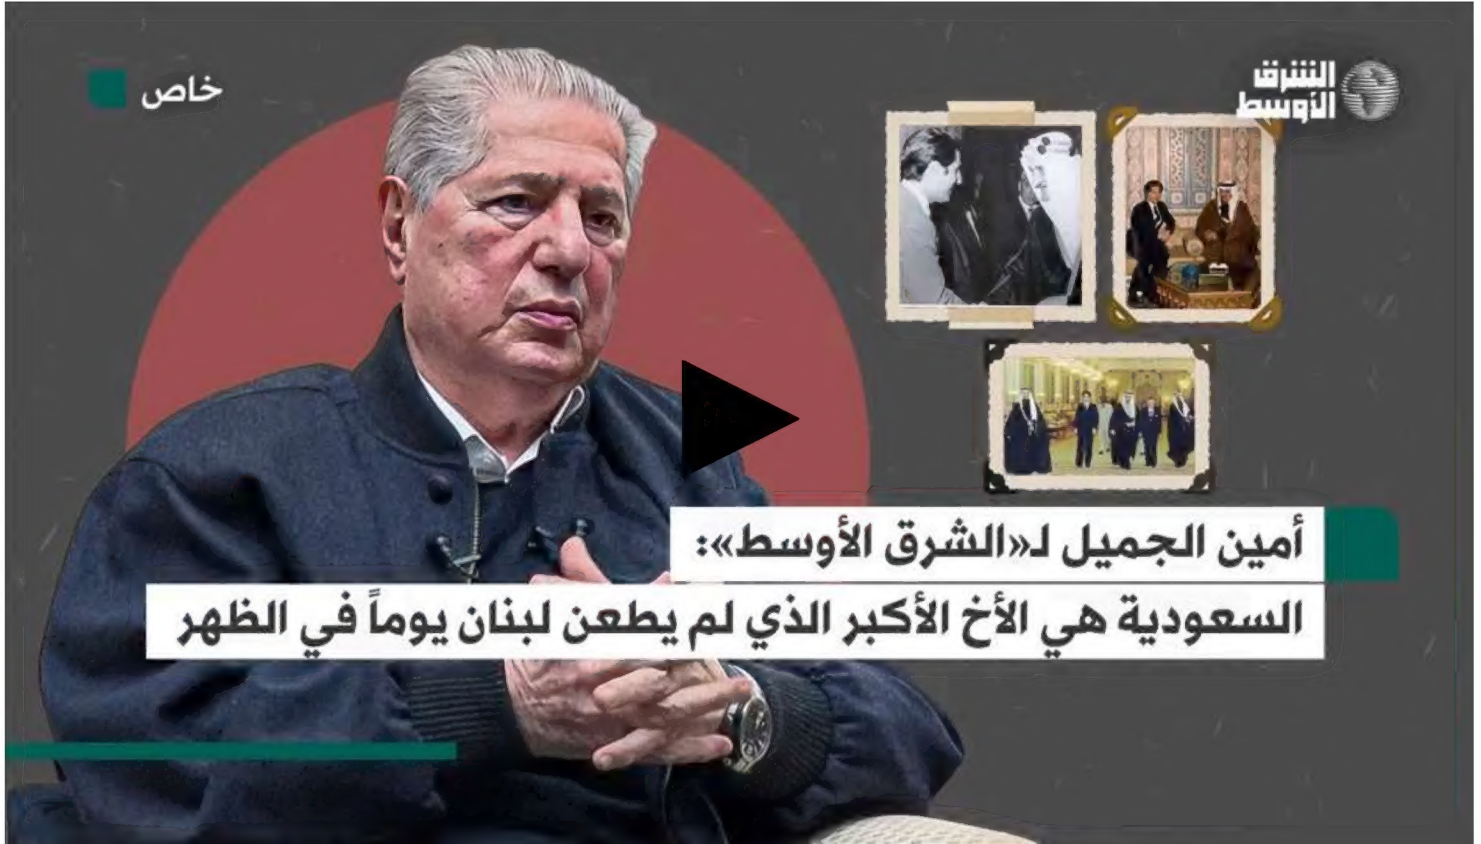 خاص
الشرق
الأوسط
أمين الجميل لـ«الشرق الأوسط»:
السعودية هي الأخ الأكبر الذي لم يطعن لبنان يوماً في الظهر